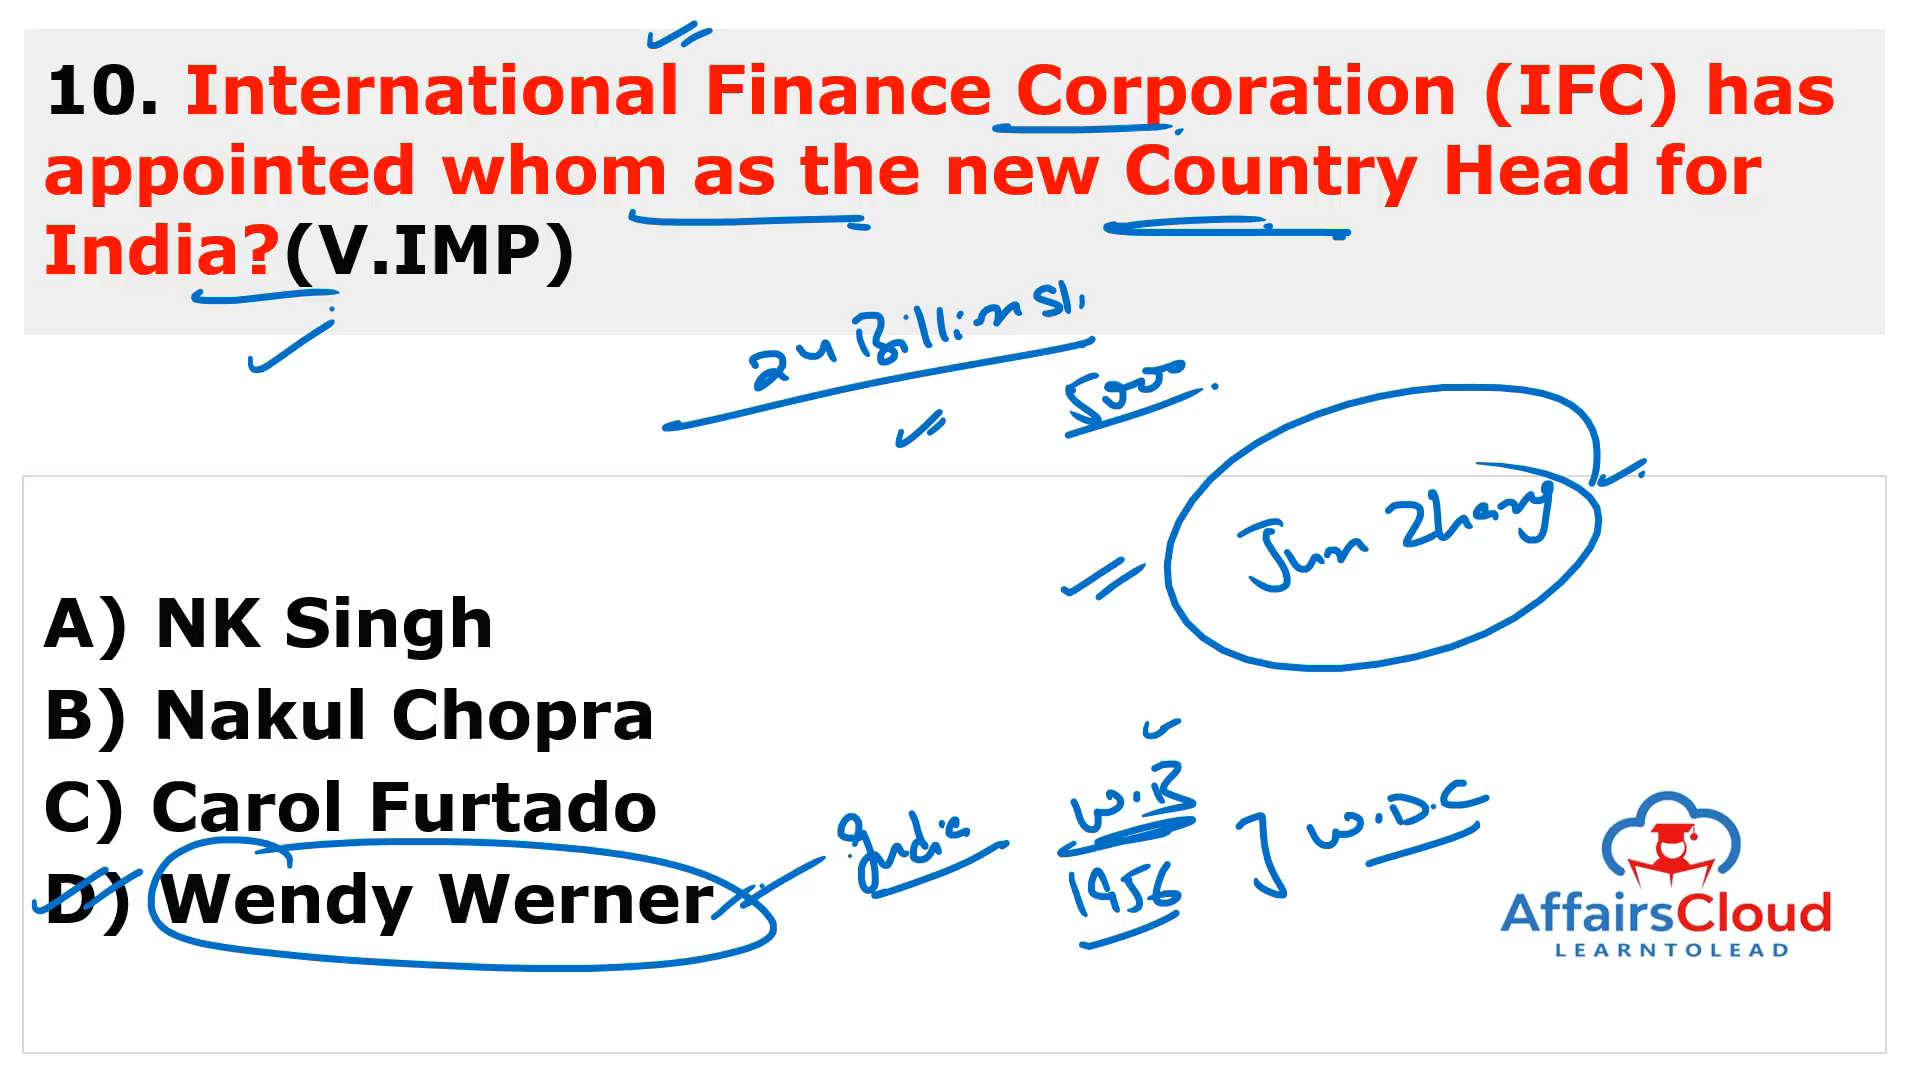 10. International Finance Corporation (IFC) has
appointed whom as the new Country Head for
India?(V.IMP)
24 Billion
5000
Jun Zhang
A) NK Singh
B) Nakul Chopra
C) Carol Furtado
D) Wendy Werner
India
W.B
1956
W.D.C
AffairsCloud
LEARNTOLEAD